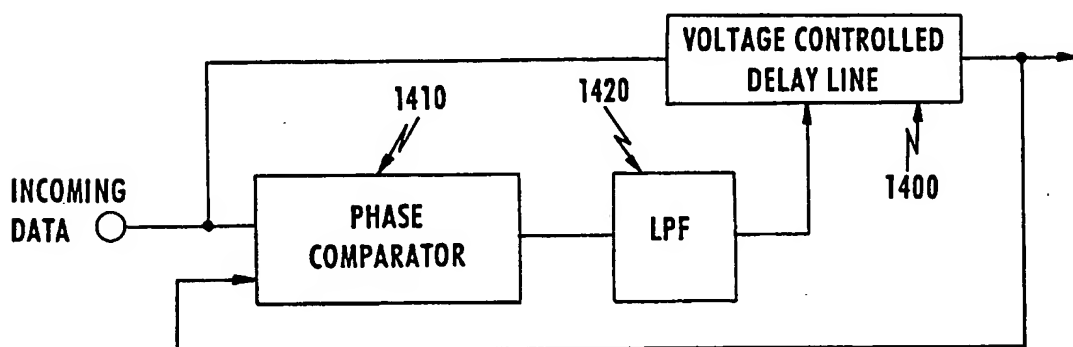 VOLTAGE CONTROLLED
DELAY LINE
1410
1420
1400
INCOMING
DATA
PHASE
COMPARATOR
LPF